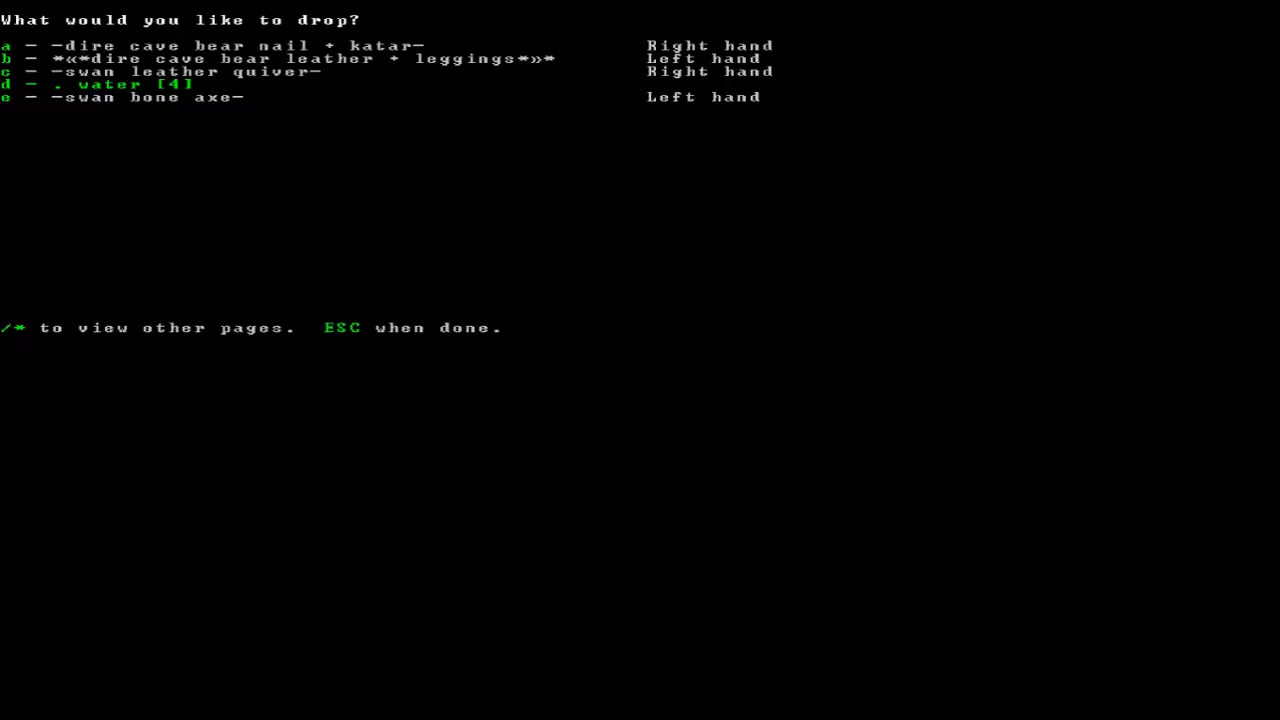 What would you like to drop?
a - -dire cave bear nail + katar- Right hand
b - *«*dire cave bear leather + leggings*»* Left hand
c - -swan leather quiver- Right hand
d - . water [4]
e - -swan bone axe- Left hand
/* to view other pages. ESC when done.